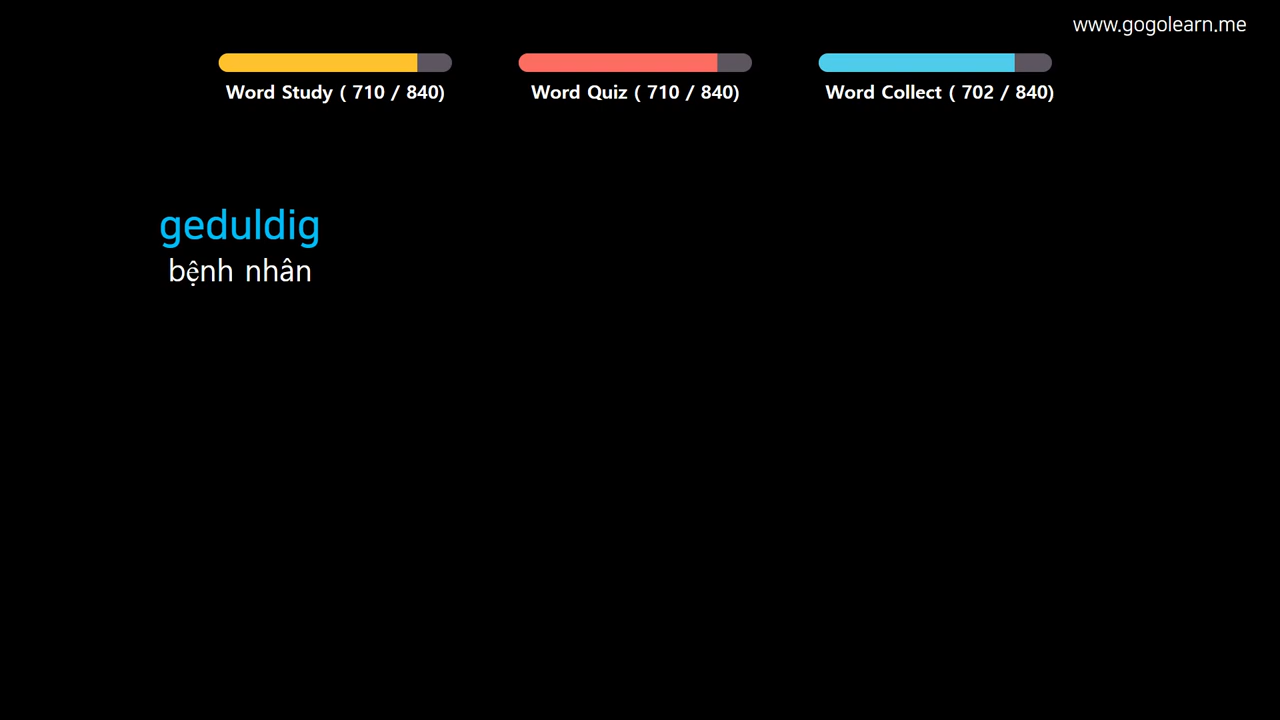 www.gogolearn.me
Word Study ( 710 / 840)
Word Quiz ( 710 / 840)
Word Collect ( 702 / 840)
geduldig
bệnh nhân